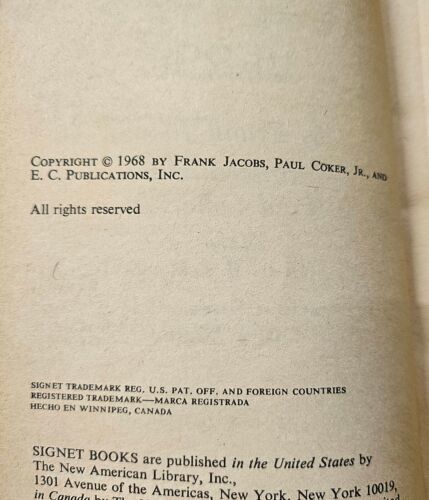 COPYRIGHT © 1968 BY FRANK JACOBS, PAUL COKER, JR., AND
E. C. PUBLICATIONS, INC.
All rights reserved
SIGNET TRADEMARK REG. U.S. PAT. OFF. AND FOREIGN COUNTRIES
REGISTERED TRADEMARK—MARCA REGISTRADA
HECHO EN WINNIPEG, CANADA
SIGNET BOOKS are published in the United States by
The New American Library, Inc.,
1301 Avenue of the Americas, New York, New York 10019,
in Canada by